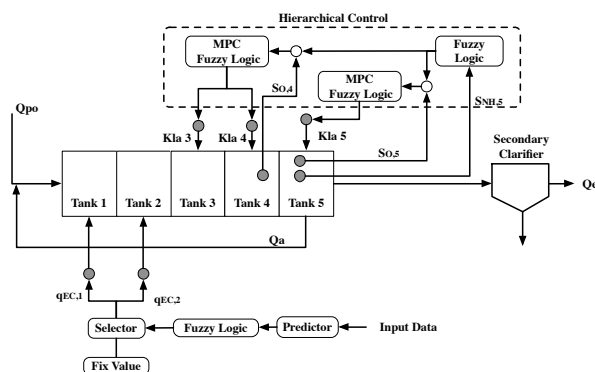 Hierarchical Control
MPC
Fuzzy Logic
Fuzzy
Logic
MPC
Fuzzy Logic
SO,4
SNH,5
Qpo
Kla 3
Kla 4
Kla 5
SO,5
Secondary
Clarifier
Tank 1
Tank 2
Tank 3
Tank 4
Tank 5
Qe
Qa
qEC,1
qEC,2
Selector
Fuzzy Logic
Predictor
Input Data
Fix Value